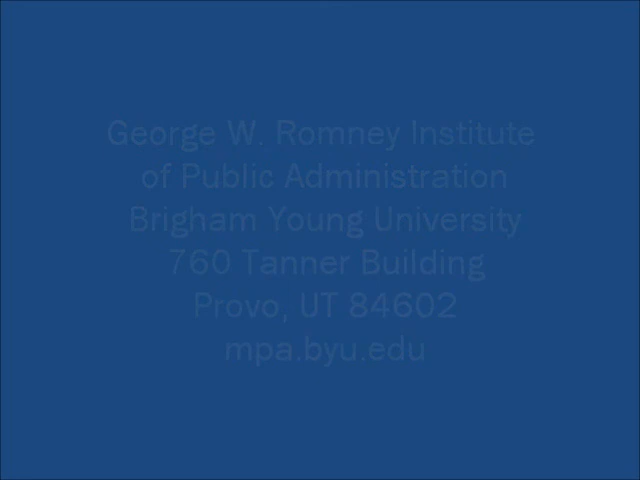 George W. Romney Institute
of Public Administration
Brigham Young University
760 Tanner Building
Provo, UT 84602
mpa.byu.edu